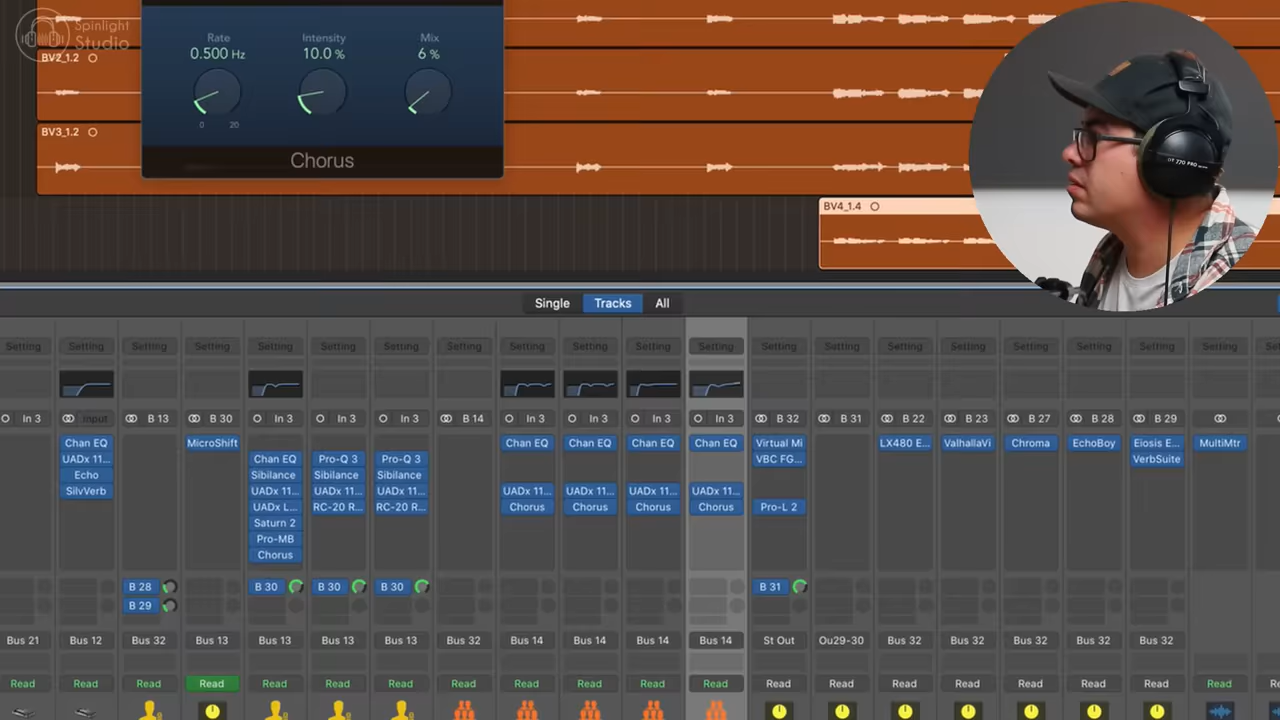 Spinlight
Studio
Rate Intensity Mix
0.500 Hz 10.0 % 6 %
0 20
Chorus
BV2_1.2
BV3_1.2
BV4_1.4
DT 770 PRO
Single Tracks All
Setting Setting Setting Setting Setting Setting Setting Setting Setting Setting Setting Setting Setting Setting Setting Setting Setting Setting Setting Setting
In 3 Input B 13 B 30 In 3 In 3 In 3 B 14 In 3 In 3 In 3 In 3 B 32 B 31 B 22 B 23 B 27 B 28 B 29
Chan EQ MicroShift Chan EQ Chan EQ Chan EQ Chan EQ Virtual Mi LX480 E... ValhallaVi Chroma EchoBoy Eiosis E... MultiMtr
UADx 11... Chan EQ Pro-Q 3 Pro-Q 3 VBC FG... VerbSuite
Echo Sibilance Sibilance Sibilance
SilvVerb UADx 11... UADx 11... UADx 11... UADx 11... UADx 11... UADx 11... UADx 11...
UADx L... RC-20 R... RC-20 R... Chorus Chorus Chorus Chorus Pro-L 2
Saturn 2
Pro-MB
Chorus
B 28 B 30 B 30 B 30 B 31
B 29
Bus 21 Bus 12 Bus 32 Bus 13 Bus 13 Bus 13 Bus 13 Bus 32 Bus 14 Bus 14 Bus 14 Bus 14 St Out Ou29-30 Bus 32 Bus 32 Bus 32 Bus 32 Bus 32
Read Read Read Read Read Read Read Read Read Read Read Read Read Read Read Read Read Read Read Read